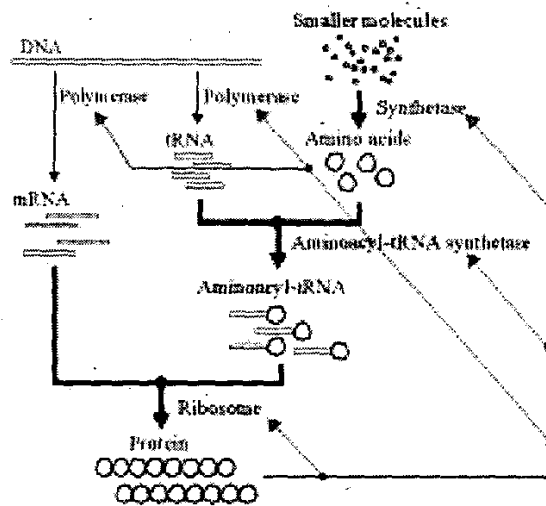 Smaller molecules
DNA
Polymerase
Polymerase
Synthetase
tRNA
Amino acids
mRNA
Aminoacyl-tRNA synthetase
Aminoacyl-tRNA
Ribosome
Protein